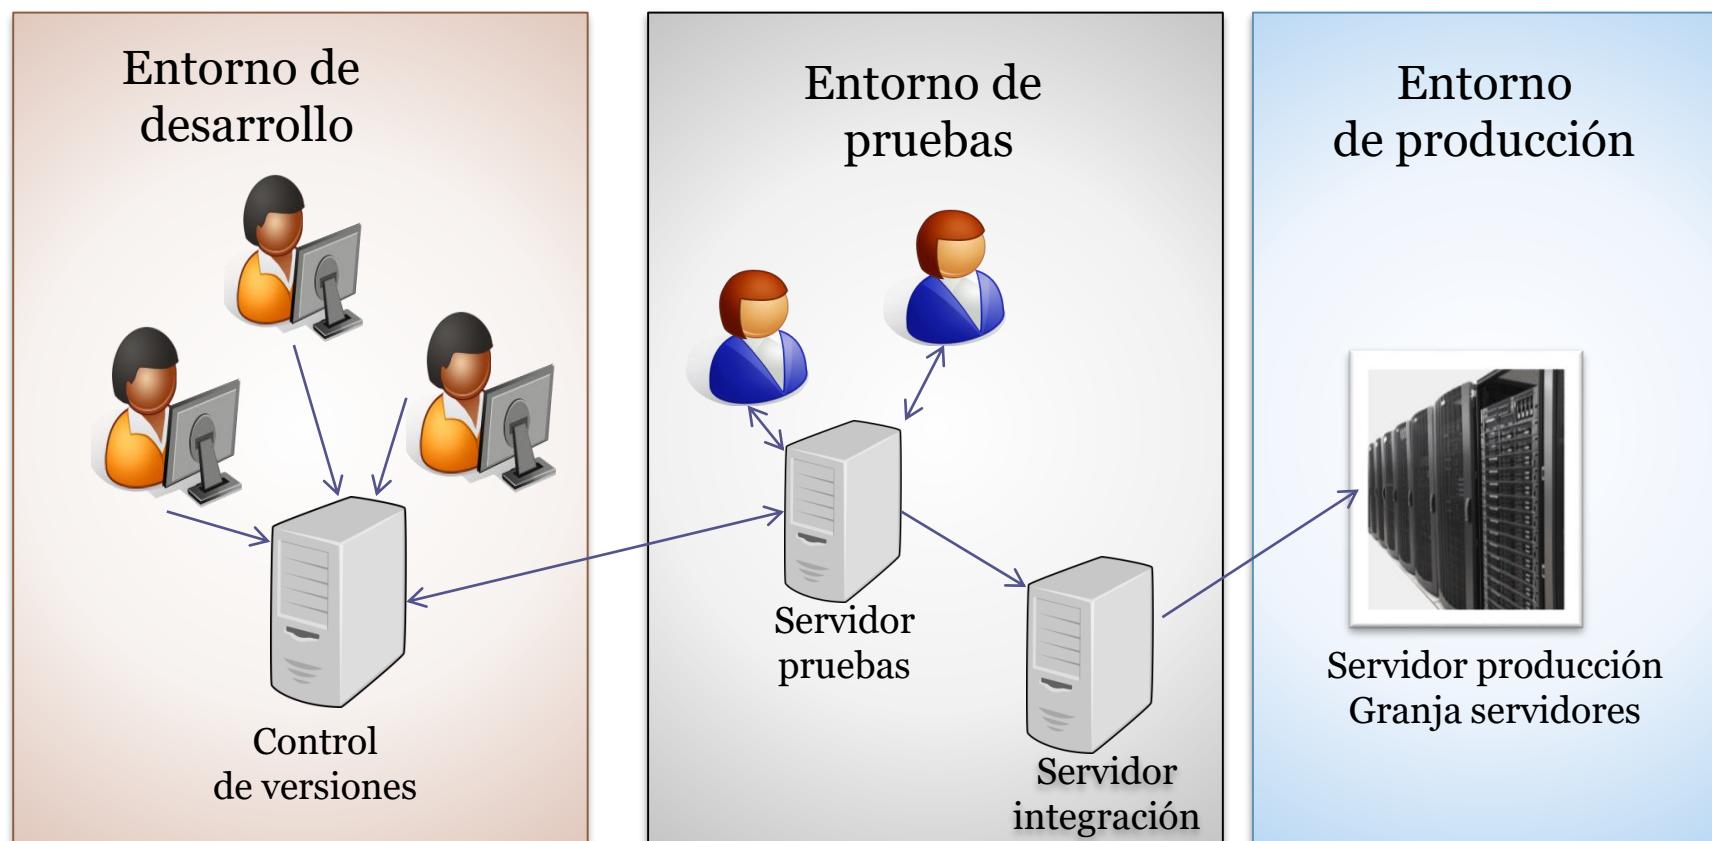 Entorno de
desarrollo
Control
de versiones
Entorno de
pruebas
Servidor
pruebas
Servidor
integración
Entorno
de producción
Servidor producción
Granja servidores